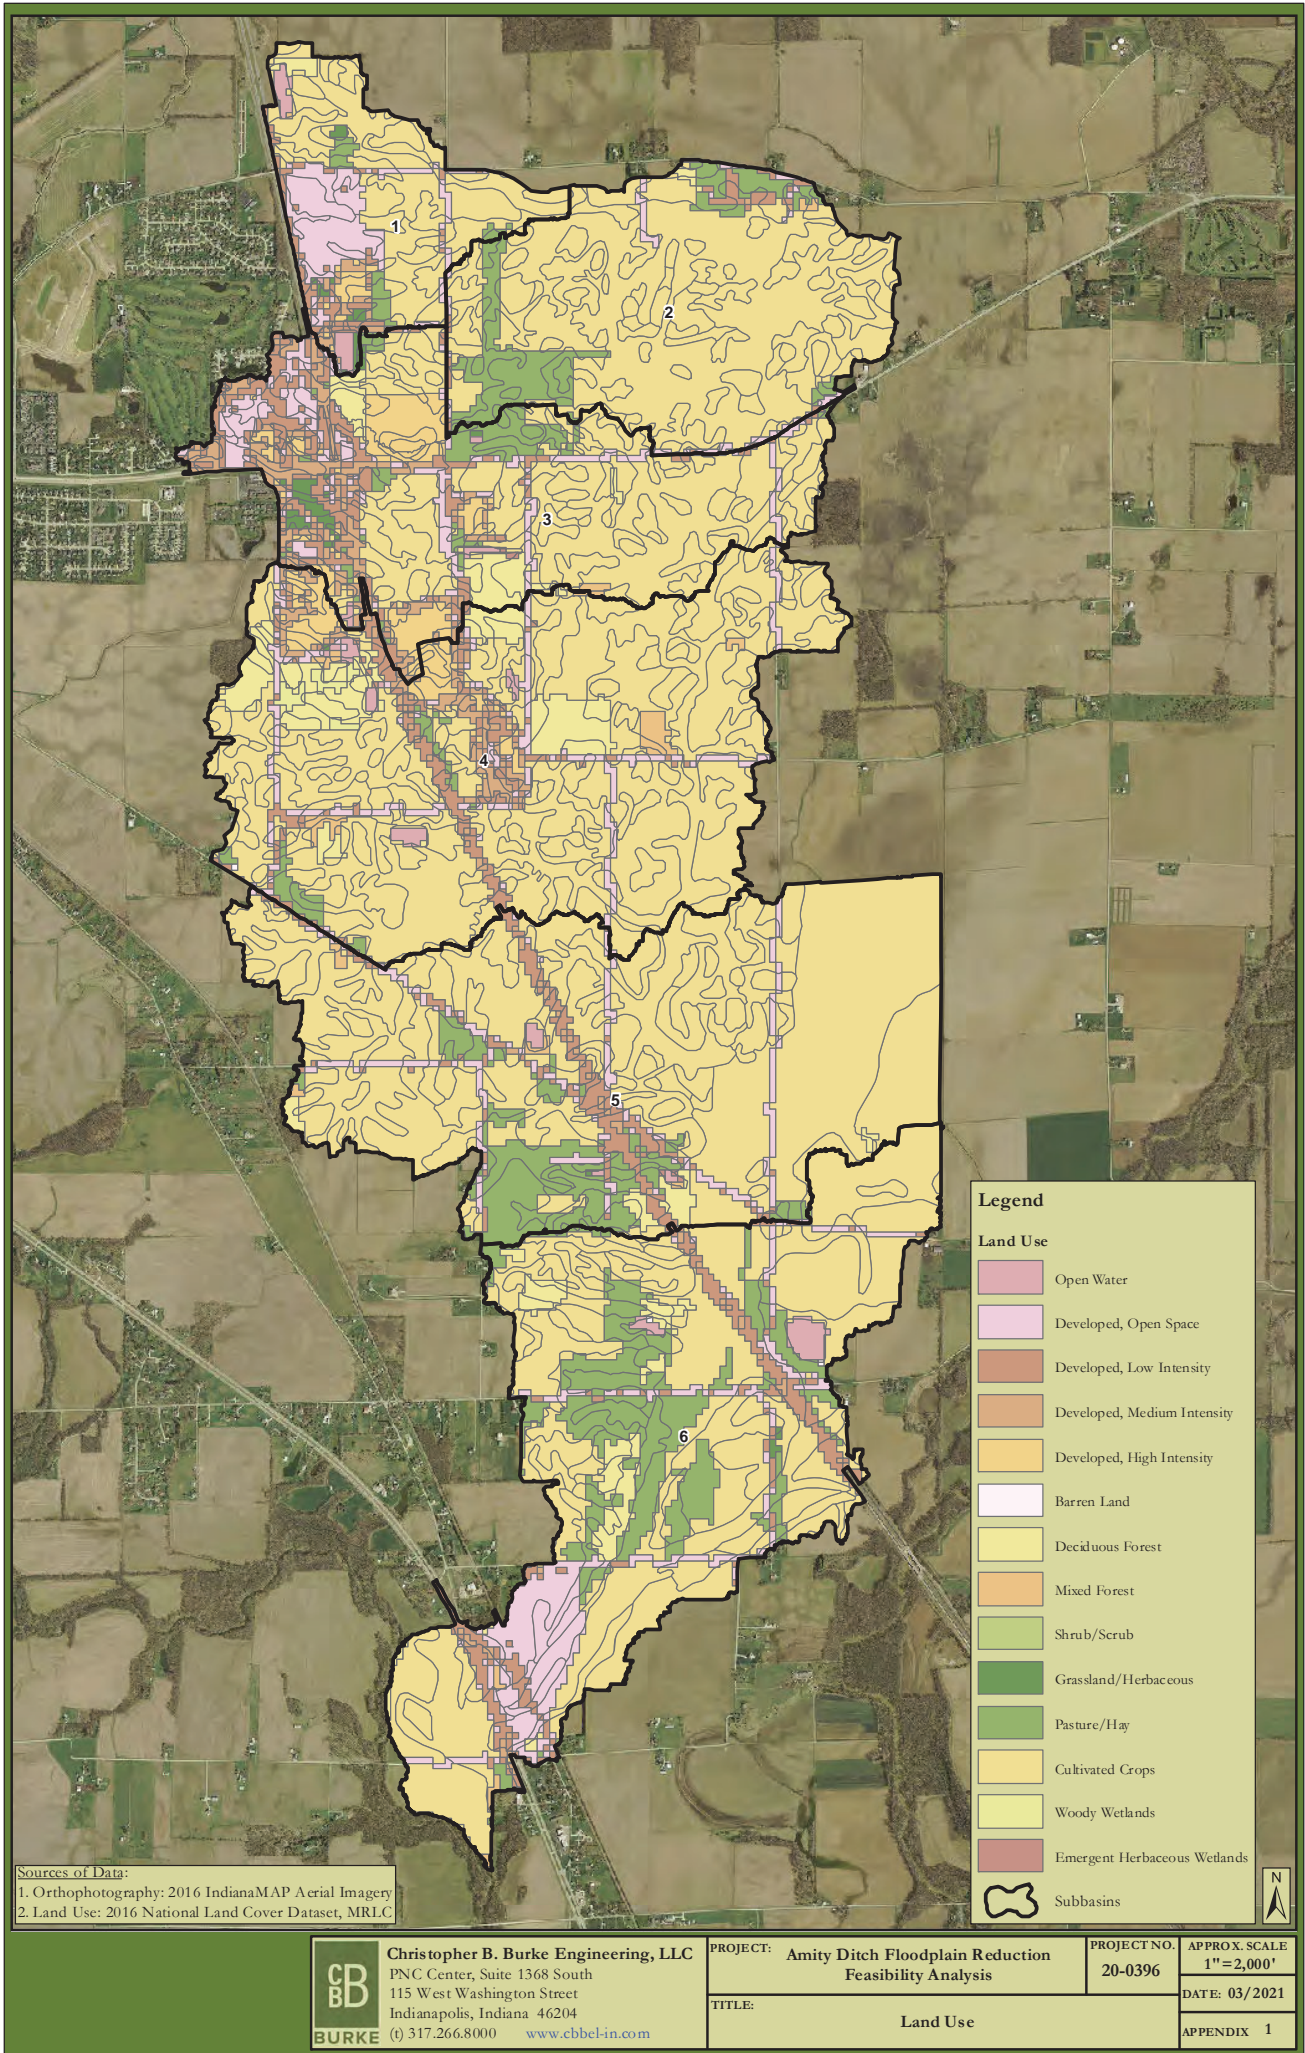 1
2
3
4
5
6
Legend
Land Use
Open Water
Developed, Open Space
Developed, Low Intensity
Developed, Medium Intensity
Developed, High Intensity
Barren Land
Deciduous Forest
Mixed Forest
Shrub/Scrub
Grassland/Herbaceous
Pasture/Hay
Cultivated Crops
Woody Wetlands
Emergent Herbaceous Wetlands
Subbasins
N
Sources of Data:
1. Orthophotography: 2016 IndianaMAP Aerial Imagery
2. Land Use: 2016 National Land Cover Dataset, MRLC
CBB
BURKE
Christopher B. Burke Engineering, LLC
PNC Center, Suite 1368 South
115 West Washington Street
Indianapolis, Indiana 46204
(t) 317.266.8000 www.cbbel-in.com
PROJECT: Amity Ditch Floodplain Reduction
Feasibility Analysis
TITLE:
Land Use
PROJECT NO.
20-0396
APPROX. SCALE
1"=2,000'
DATE: 03/2021
APPENDIX 1